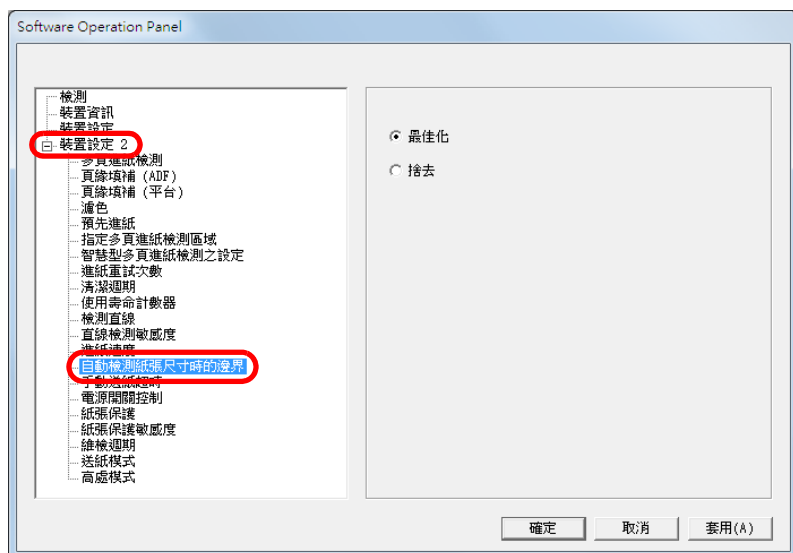 Software Operation Panel
檢測
裝置資訊
裝置設定
裝置設定 2
多頁進紙檢測
頁緣填補 (ADF)
頁緣填補 (平台)
濾色
預先進紙
指定多頁進紙檢測區域
智慧型多頁進紙檢測之設定
進紙重試次數
清潔週期
使用壽命計數器
檢測直線
直線檢測敏感度
進紙速度
自動檢測紙張尺寸時的邊界
手動送紙超時
電源開關控制
紙張保護
紙張保護敏感度
維檢週期
送紙模式
高處模式
最佳化
捨去
確定
取消
套用(A)